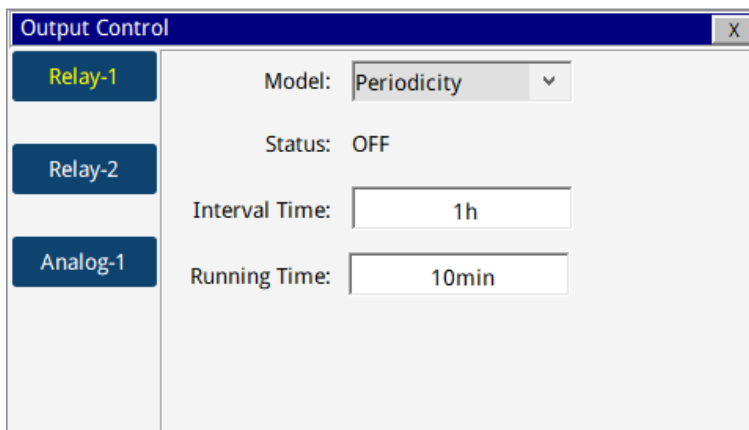 Output Control X
Relay-1
Model: Periodicity
Status: OFF
Relay-2
Interval Time: 1h
Analog-1
Running Time: 10min